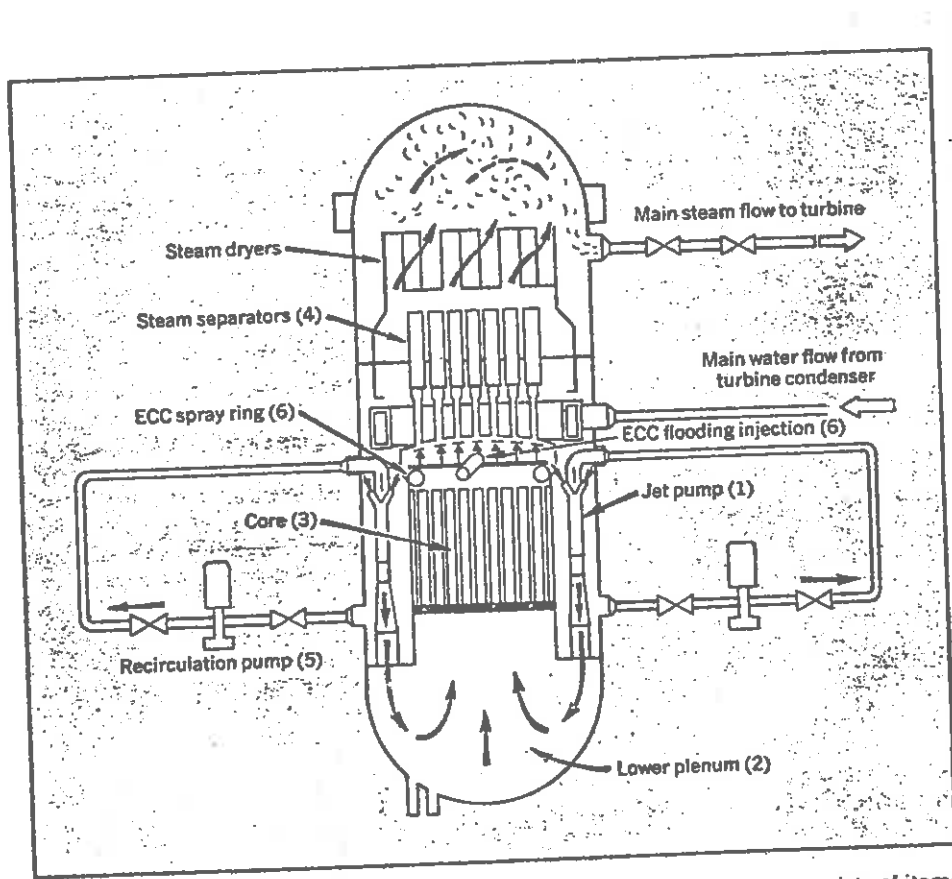 Main steam flow to turbine
Steam dryers
Steam separators (4)
Main water flow from
turbine condenser
ECC spray ring (6)
ECC flooding injection (6)
Jet pump (1)
Core (3)
Recirculation pump (5)
Lower plenum (2)